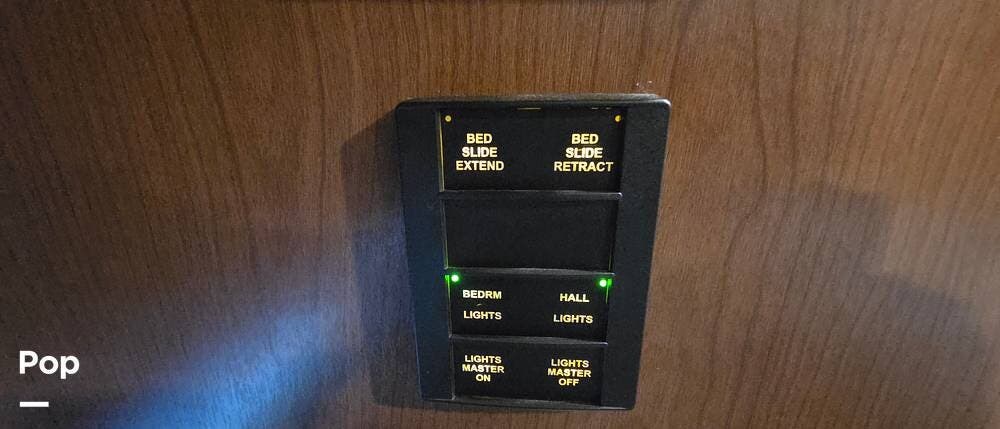 BED
SLIDE
EXTEND
BED
SLIDE
RETRACT
BEDRM
LIGHTS
HALL
LIGHTS
LIGHTS
MASTER
ON
LIGHTS
MASTER
OFF
Pop